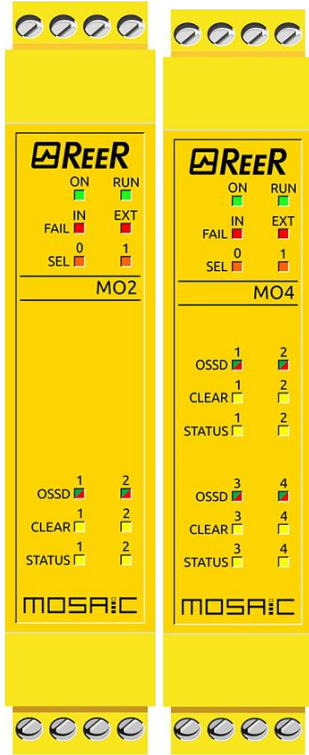 REER
ON RUN
IN EXT
FAIL
0 1
SEL
MO2
1 2
OSSD
1 2
CLEAR
1 2
STATUS
MOSAIC
REER
ON RUN
IN EXT
FAIL
0 1
SEL
MO4
1 2
OSSD
1 2
CLEAR
1 2
STATUS
3 4
OSSD
3 4
CLEAR
3 4
STATUS
MOSAIC